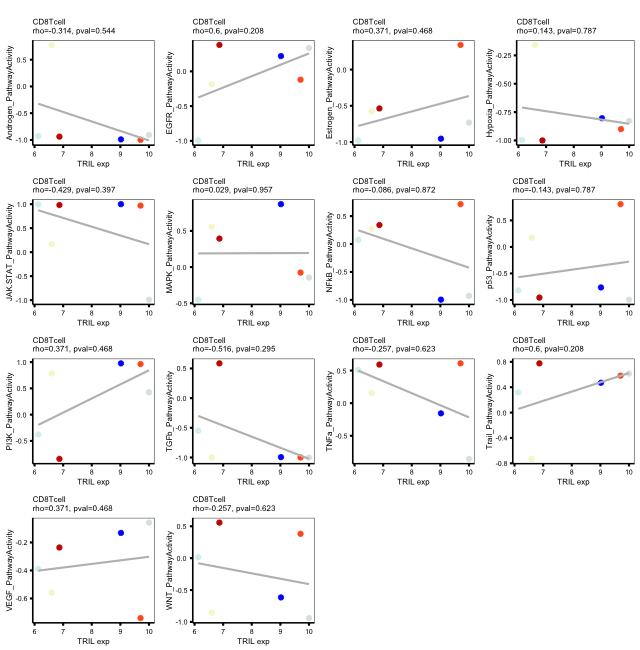 CD8Tcell
rho=-0.314, pval=0.544
Androgen_PathwayActivity
0.5
0.0
-0.5
-1.0
6 7 8 9 10
TRIL exp
CD8Tcell
rho=0.6, pval=0.208
EGFR_PathwayActivity
0.0
-0.5
-1.0
6 7 8 9 10
TRIL exp
CD8Tcell
rho=0.371, pval=0.468
Estrogen_PathwayActivity
0.0
-0.5
-1.0
6 7 8 9 10
TRIL exp
CD8Tcell
rho=0.143, pval=0.787
Hypoxia_PathwayActivity
-0.25
-0.50
-0.75
-1.00
6 7 8 9 10
TRIL exp
CD8Tcell
rho=-0.429, pval=0.397
JAK-STAT_PathwayActivity
1.0
0.5
0.0
-0.5
-1.0
6 7 8 9 10
TRIL exp
CD8Tcell
rho=0.029, pval=0.957
MAPK_PathwayActivity
0.5
0.0
-0.5
6 7 8 9 10
TRIL exp
CD8Tcell
rho=-0.086, pval=0.872
NFkB_PathwayActivity
0.5
0.0
-0.5
-1.0
6 7 8 9 10
TRIL exp
CD8Tcell
rho=-0.143, pval=0.787
p53_PathwayActivity
0.5
0.0
-0.5
-1.0
6 7 8 9 10
TRIL exp
CD8Tcell
rho=0.371, pval=0.468
PI3K_PathwayActivity
1.0
0.5
0.0
-0.5
6 7 8 9 10
TRIL exp
CD8Tcell
rho=-0.516, pval=0.295
TGFb_PathwayActivity
0.5
0.0
-0.5
-1.0
6 7 8 9 10
TRIL exp
CD8Tcell
rho=-0.257, pval=0.623
TNFa_PathwayActivity
0.5
0.0
-0.5
6 7 8 9 10
TRIL exp
CD8Tcell
rho=0.6, pval=0.208
Trail_PathwayActivity
0.8
0.4
0.0
-0.4
-0.8
6 7 8 9 10
TRIL exp
CD8Tcell
rho=0.371, pval=0.468
VEGF_PathwayActivity
-0.2
-0.4
-0.6
6 7 8 9 10
TRIL exp
CD8Tcell
rho=-0.257, pval=0.623
WNT_PathwayActivity
0.5
0.0
-0.5
-1.0
6 7 8 9 10
TRIL exp